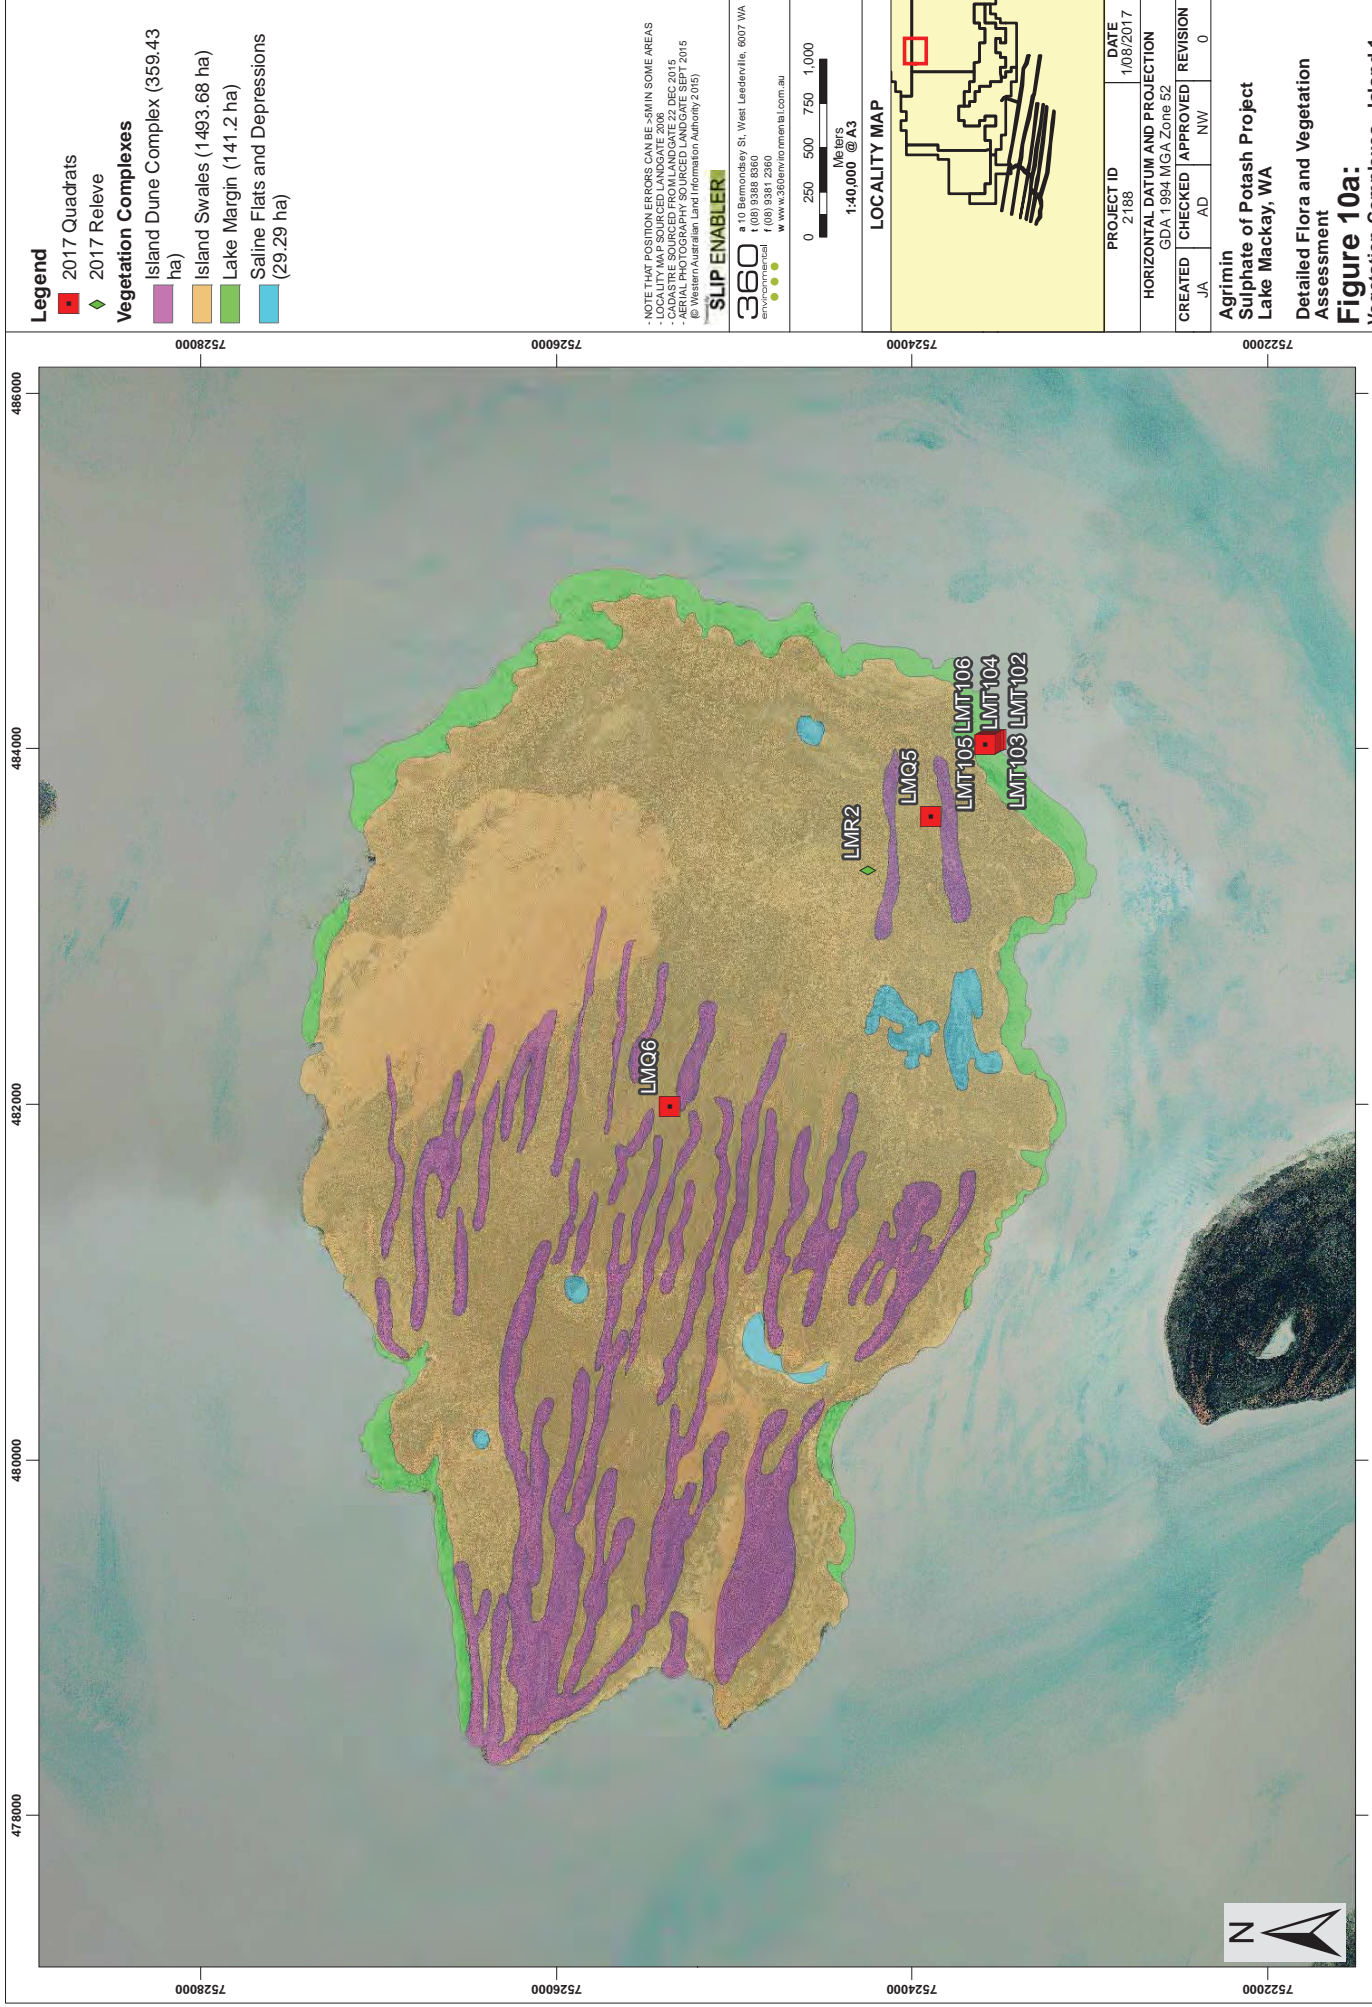 478000
480000
482000
484000
486000
7528000
7526000
7524000
7522000
7528000
7526000
7524000
7522000
LMQ6
LMR2
LMQ5
LMT105 LMT106
LMT104
LMT103 LMT102
N
Legend
2017 Quadrats
2017 Releve
Vegetation Complexes
Island Dune Complex (359.43
ha)
Island Swales (1493.68 ha)
Lake Margin (141.2 ha)
Saline Flats and Depressions
(29.29 ha)
- NOTE THAT POSITION ERRORS CAN BE >5M IN SOME AREAS
- LOCALITY MAP SOURCED LANDGATE 2006
- CADASTRE SOURCED FROM LANDGATE 22 DEC 2015
- AERIAL PHOTOGRAPHY SOURCED LANDGATE SEPT 2015
(© Western Australian Land Information Authority 2015)
SLIP ENABLER
360
environmental
a 10 Bermondsey St, West Leederville, 6007 WA
t (08) 9388 8360
f (08) 9381 2360
w www.360environmental.com.au
0 250 500 750 1,000
Meters
1:40,000 @ A3
LOCALITY MAP
PROJECT ID
2188
DATE
1/08/2017
HORIZONTAL DATUM AND PROJECTION
GDA 1994 MGA Zone 52
CREATED CHECKED APPROVED REVISION
JA AD NW 0
Agrimin
Sulphate of Potash Project
Lake Mackay, WA
Detailed Flora and Vegetation
Assessment
Figure 10a: